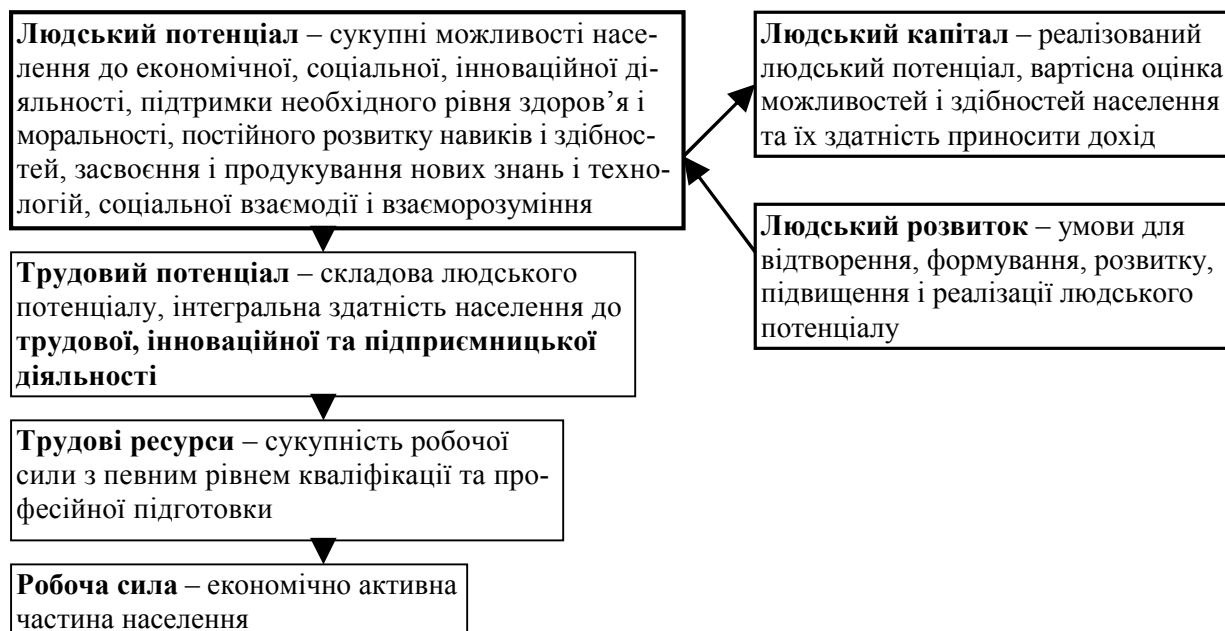 Людський потенціал – сукупні можливості насе-
лення до економічної, соціальної, інноваційної ді-
яльності, підтримки необхідного рівня здоров’я і
моральності, постійного розвитку навиків і здібнос-
тей, засвоєння і продукування нових знань і техно-
логій, соціальної взаємодії і взаєморозуміння
Людський капітал – реалізований
людський потенціал, вартісна оцінка
можливостей і здібностей населення
та їх здатність приносити дохід
Людський розвиток – умови для
відтворення, формування, розвитку,
підвищення і реалізації людського
потенціалу
Трудовий потенціал – складова людського
потенціалу, інтегральна здатність населення до
трудової, інноваційної та підприємницької
діяльності
Трудові ресурси – сукупність робочої
сили з певним рівнем кваліфікації та про-
фесійної підготовки
Робоча сила – економічно активна
частина населення